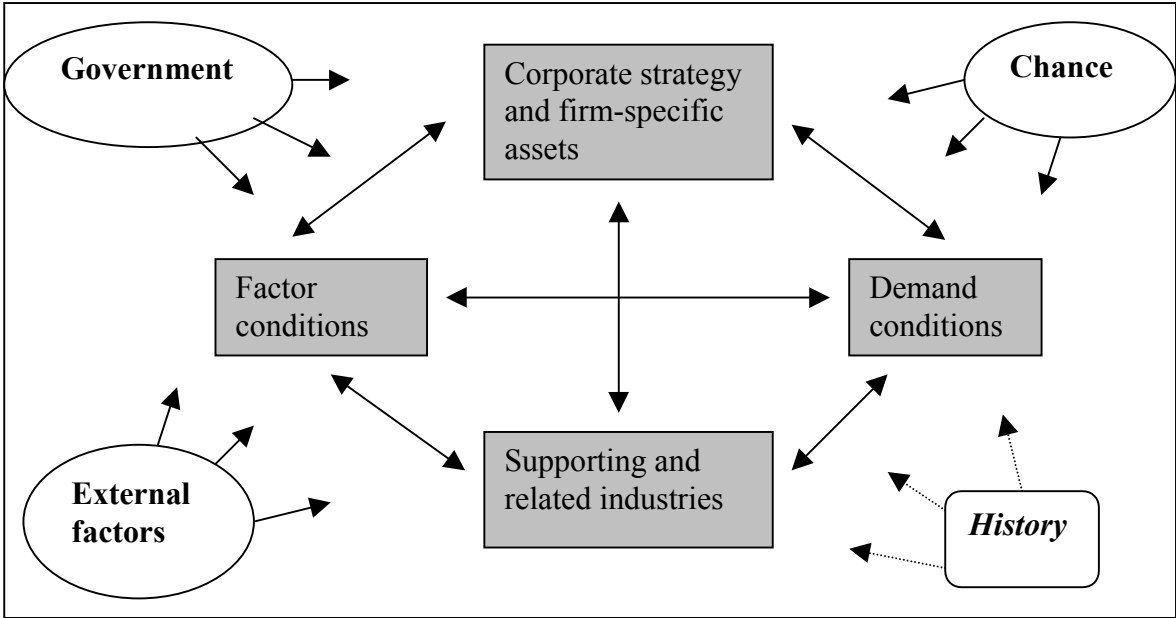 Government
Corporate strategy
and firm-specific
assets
Chance
Factor
conditions
Demand
conditions
External
factors
Supporting and
related industries
History